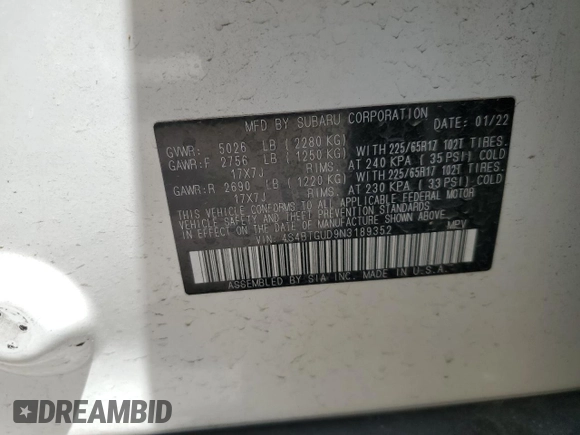 MFD BY SUBARU CORPORATION DATE: 01/22
GVWR: 5026 LB (2280 KG)
GAWR:F 2756 LB (1250 KG) WITH 225/65R17 102T TIRES.
17X7J RIMS. AT 240 KPA (35 PSI) COLD
GAWR:R 2690 LB (1220 KG) WITH 225/65R17 102T TIRES.
17X7J RIMS. AT 230 KPA (33 PSI) COLD
THIS VEHICLE CONFORMS TO ALL APPLICABLE FEDERAL MOTOR
VEHICLE SAFETY AND THEFT PREVENTION STANDARDS
IN EFFECT ON THE DATE OF MANUFACTURE SHOWN ABOVE.
VIN: 4S4BTGUD9N3189352 MPV
ASSEMBLED BY SIA INC. MADE IN U.S.A.
DREAMBID